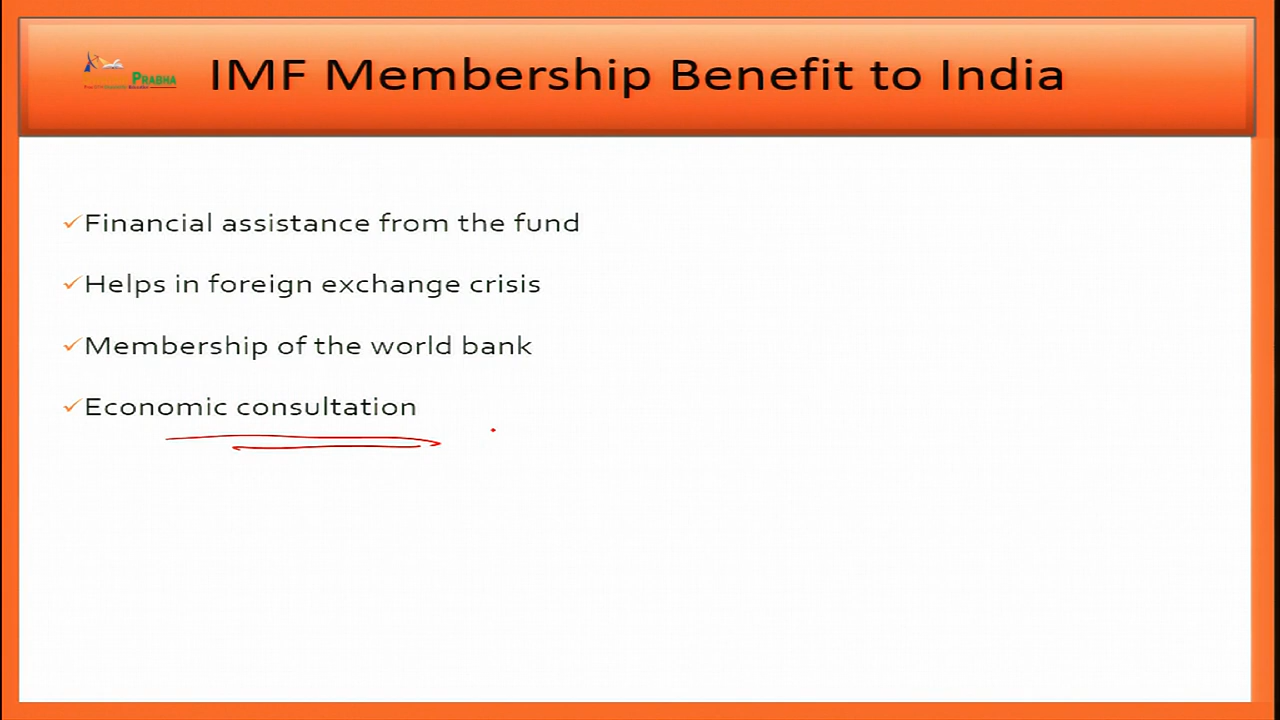 PRABHA
IMF Membership Benefit to India
Financial assistance from the fund
Helps in foreign exchange crisis
Membership of the world bank
Economic consultation